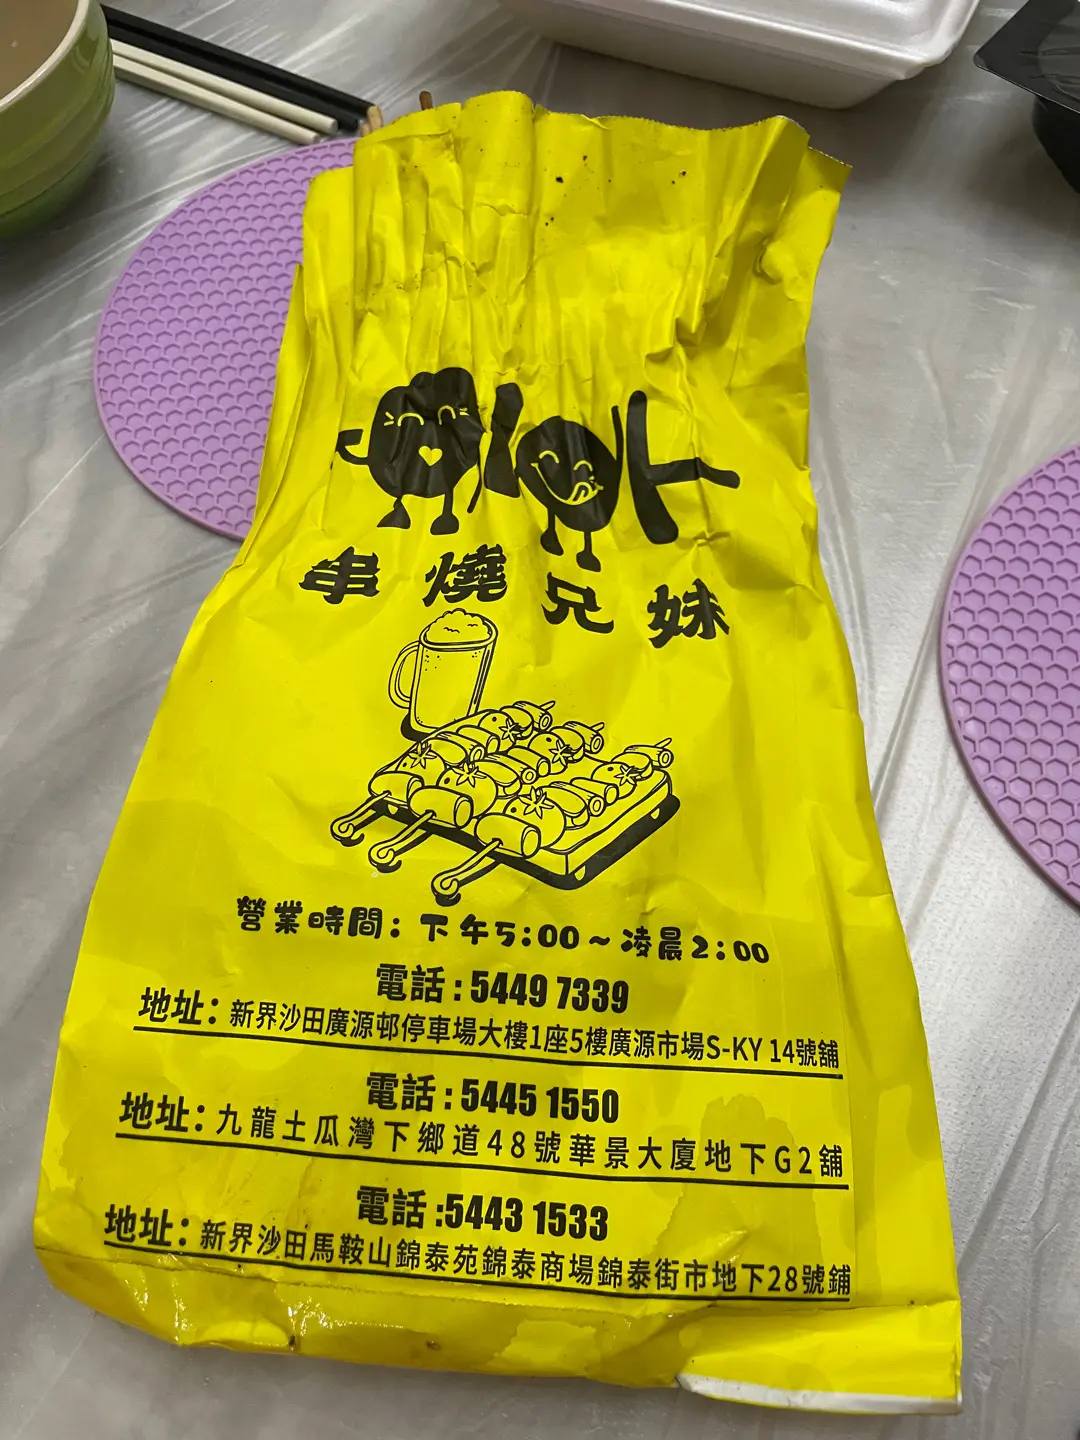 串燒兄妹
營業時間：下午5:00～凌晨2:00
電話：5449 7339
地址：新界沙田廣源邨停車場大樓1座5樓廣源市場S-KY 14號舖
電話：5445 1550
地址：九龍土瓜灣下鄉道48號華景大廈地下G2舖
電話:5443 1533
地址：新界沙田馬鞍山錦泰苑錦泰商場錦泰街市地下28號鋪